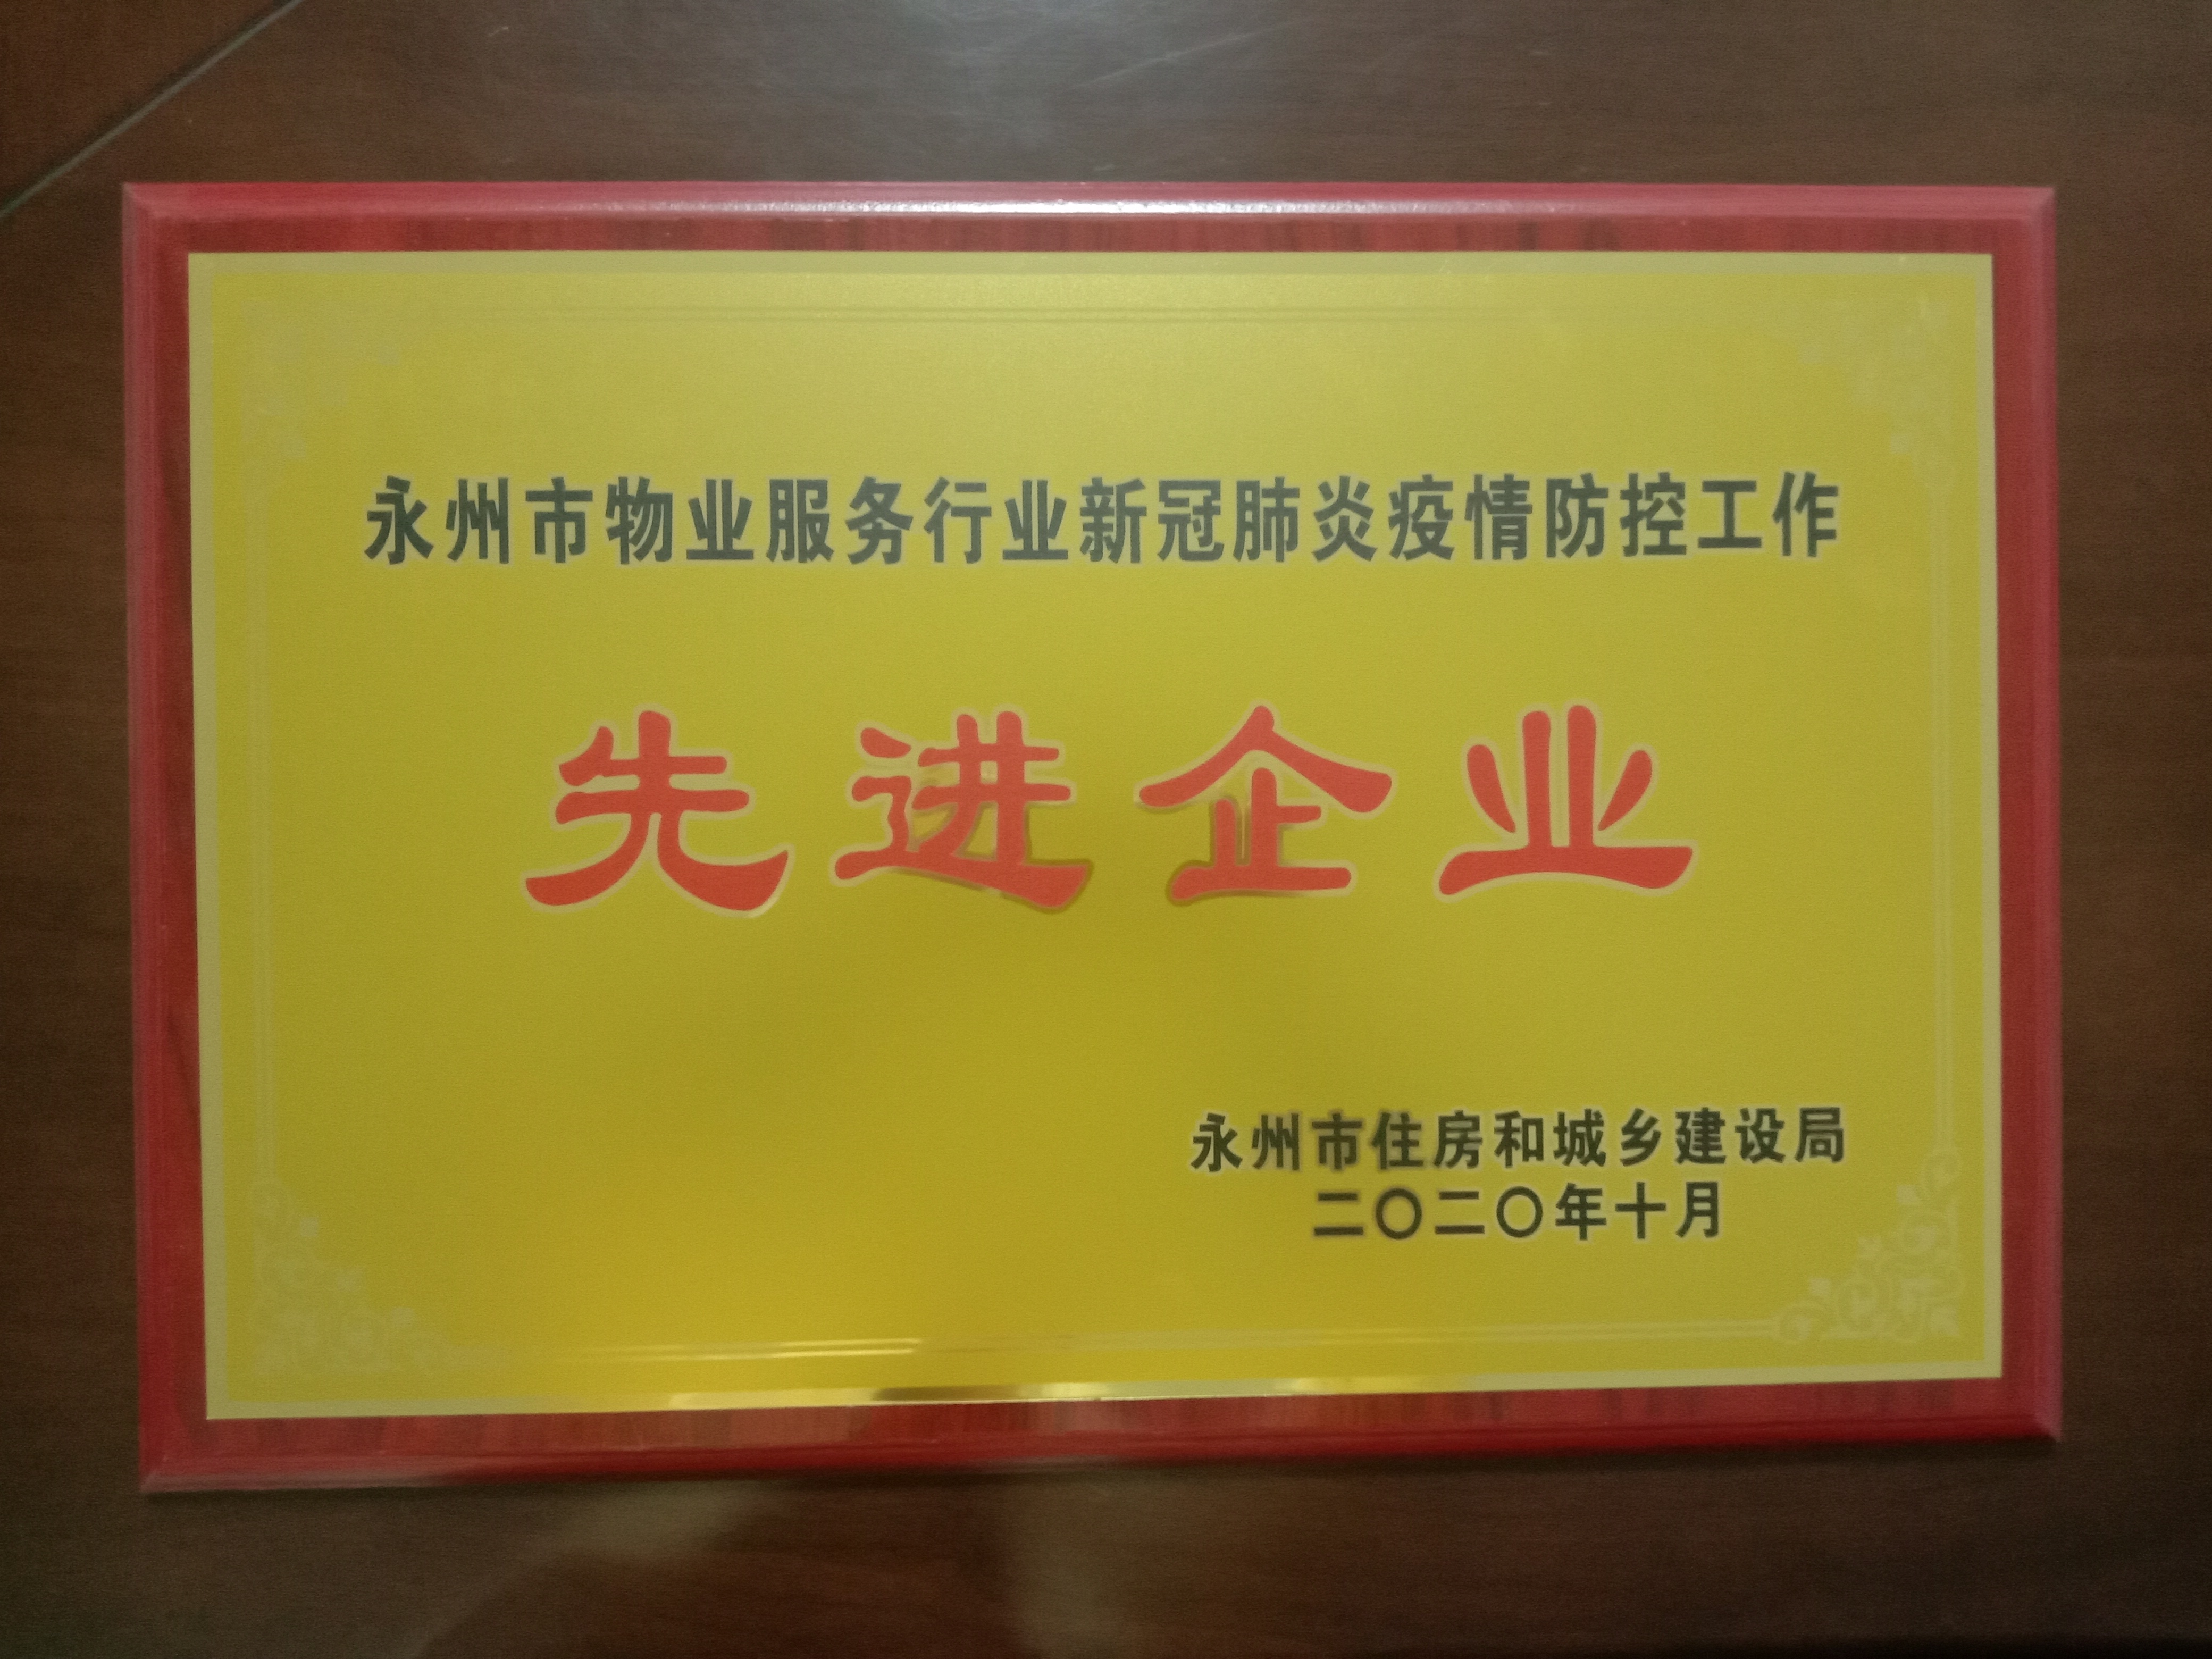 永州市物业服务行业新冠肺炎疫情防控工作
先进企业
永州市住房和城乡建设局
二〇二〇年十月